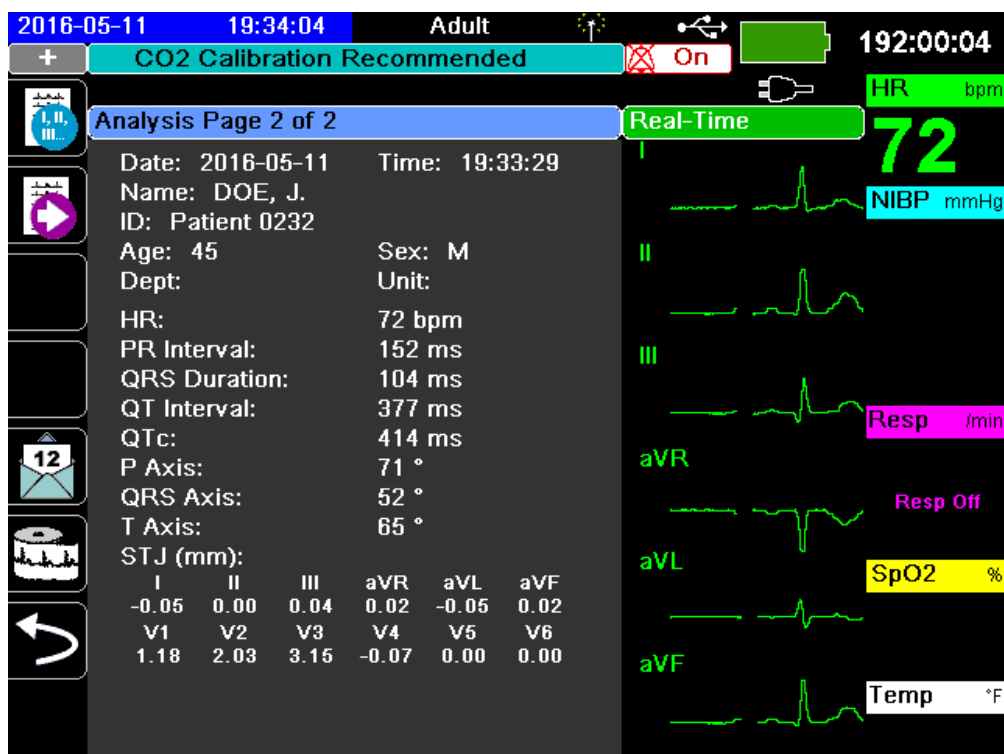 2016-05-11 19:34:04 Adult
192:00:04
+ CO2 Calibration Recommended On
HR bpm
72
I, II, III...
Analysis Page 2 of 2
Date: 2016-05-11 Time: 19:33:29
Name: DOE, J.
ID: Patient 0232
Age: 45 Sex: M
Dept: Unit:
HR: 72 bpm
PR Interval: 152 ms
QRS Duration: 104 ms
QT Interval: 377 ms
QTc: 414 ms
P Axis: 71 °
QRS Axis: 52 °
T Axis: 65 °
STJ (mm):
I II III aVR aVL aVF
-0.05 0.00 0.04 0.02 -0.05 0.02
V1 V2 V3 V4 V5 V6
1.18 2.03 3.15 -0.07 0.00 0.00
12
Real-Time
I
II
III
aVR
aVL
aVF
NIBP mmHg
Resp /min
Resp Off
SpO2 %
Temp °F